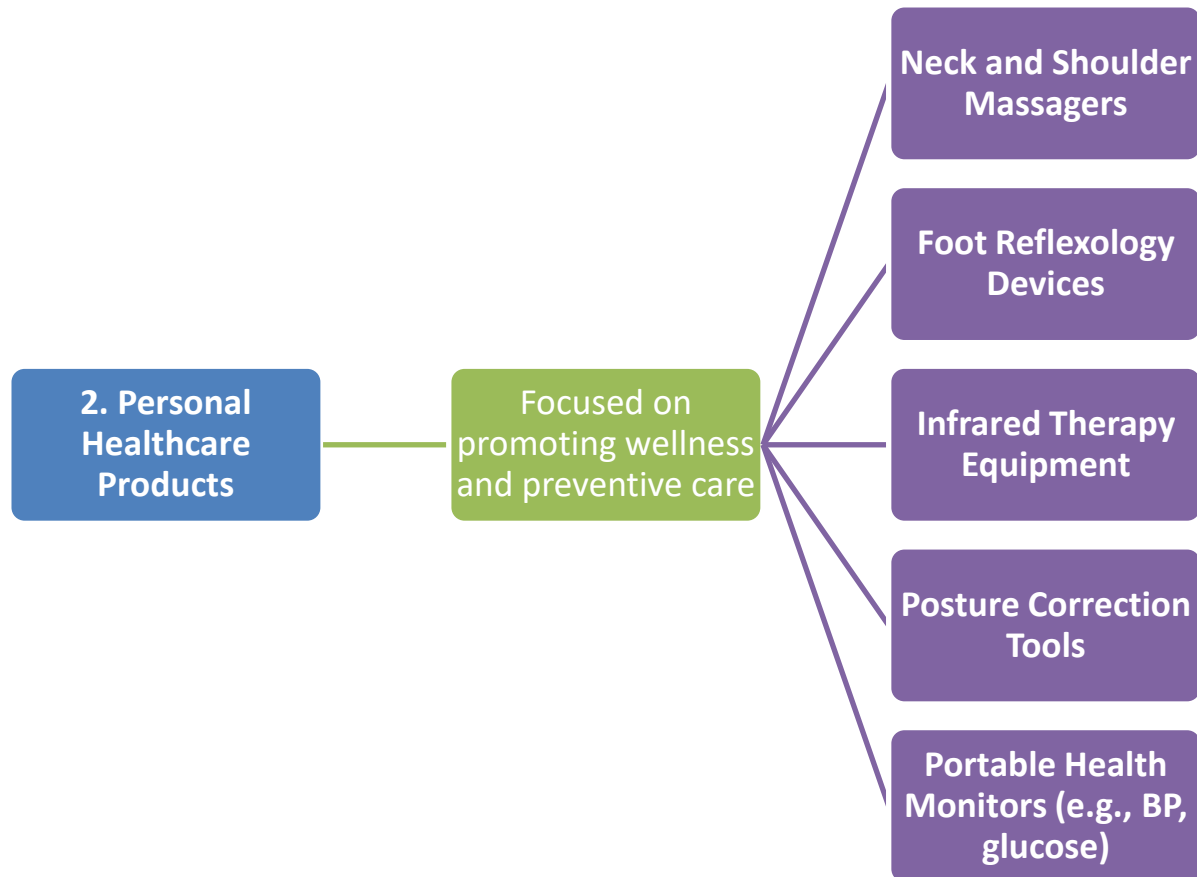 Neck and Shoulder
Massagers
Foot Reflexology
Devices
2. Personal
Healthcare
Products
Focused on
promoting wellness
and preventive care
Infrared Therapy
Equipment
Posture Correction
Tools
Portable Health
Monitors (e.g., BP,
glucose)